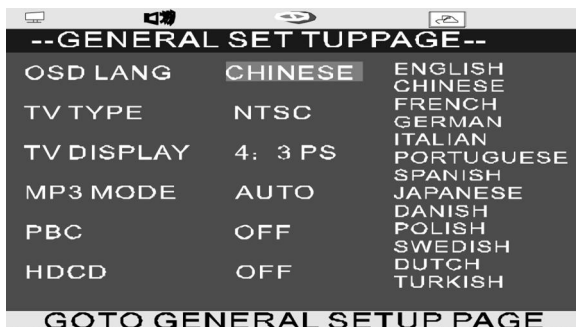 --GENERAL SET TUPPAGE--
OSD LANG CHINESE
TV TYPE NTSC
TV DISPLAY 4: 3 PS
MP3 MODE AUTO
PBC OFF
HDCD OFF
ENGLISH
CHINESE
FRENCH
GERMAN
ITALIAN
PORTUGUESE
SPANISH
JAPANESE
DANISH
POLISH
SWEDISH
DUTCH
TURKISH
GOTO GENERAL SETUP PAGE